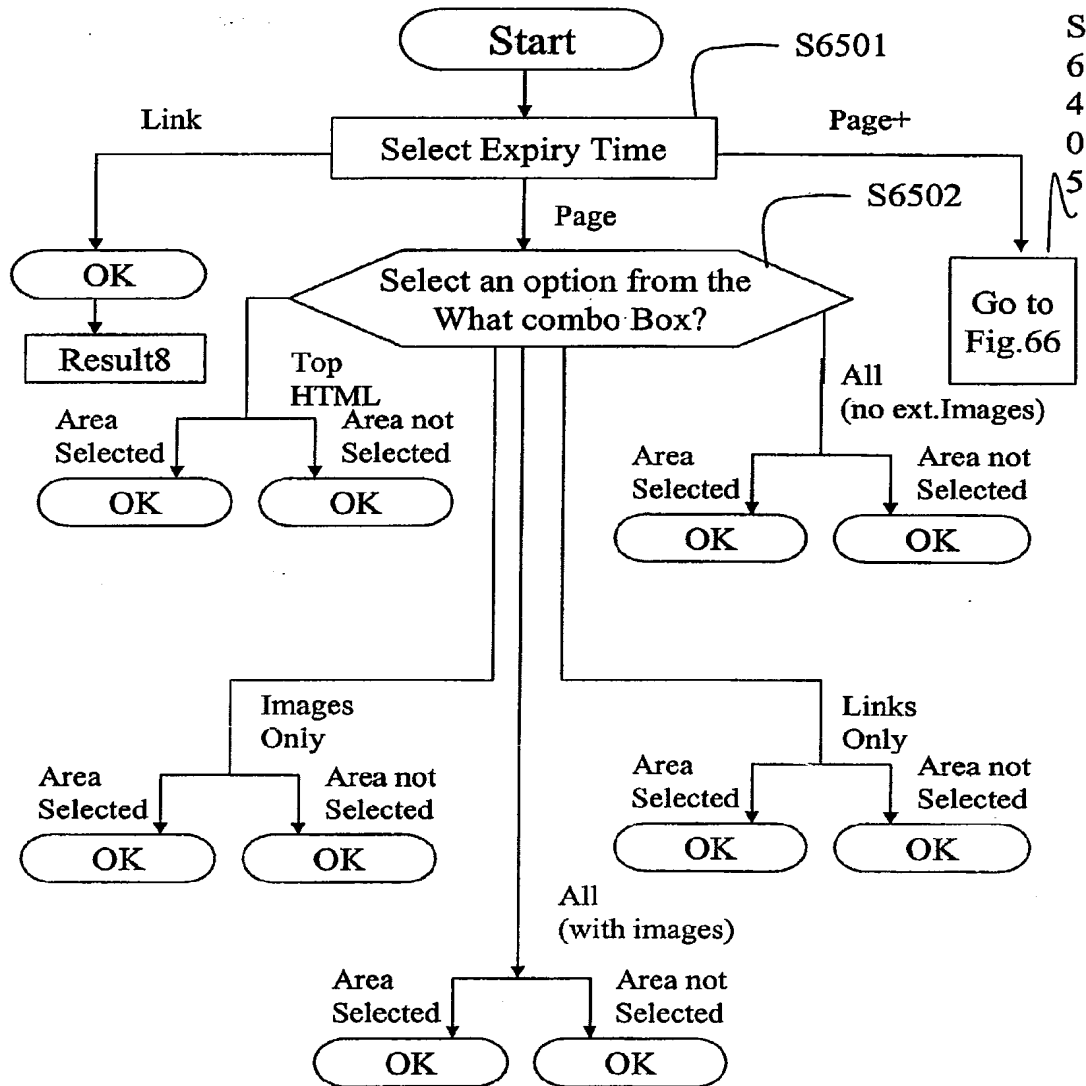 Start
S6501
S
6
4
0
5
Link
Select Expiry Time
Page+
Page
S6502
OK
Select an option from the
What combo Box?
Go to
Fig.66
Result8
Top
HTML
All
(no ext.Images)
Area
Selected
Area not
Selected
OK
OK
Area
Selected
Area not
Selected
OK
OK
Images
Only
Links
Only
Area
Selected
Area not
Selected
OK
OK
Area
Selected
Area not
Selected
OK
OK
All
(with images)
Area
Selected
Area not
Selected
OK
OK